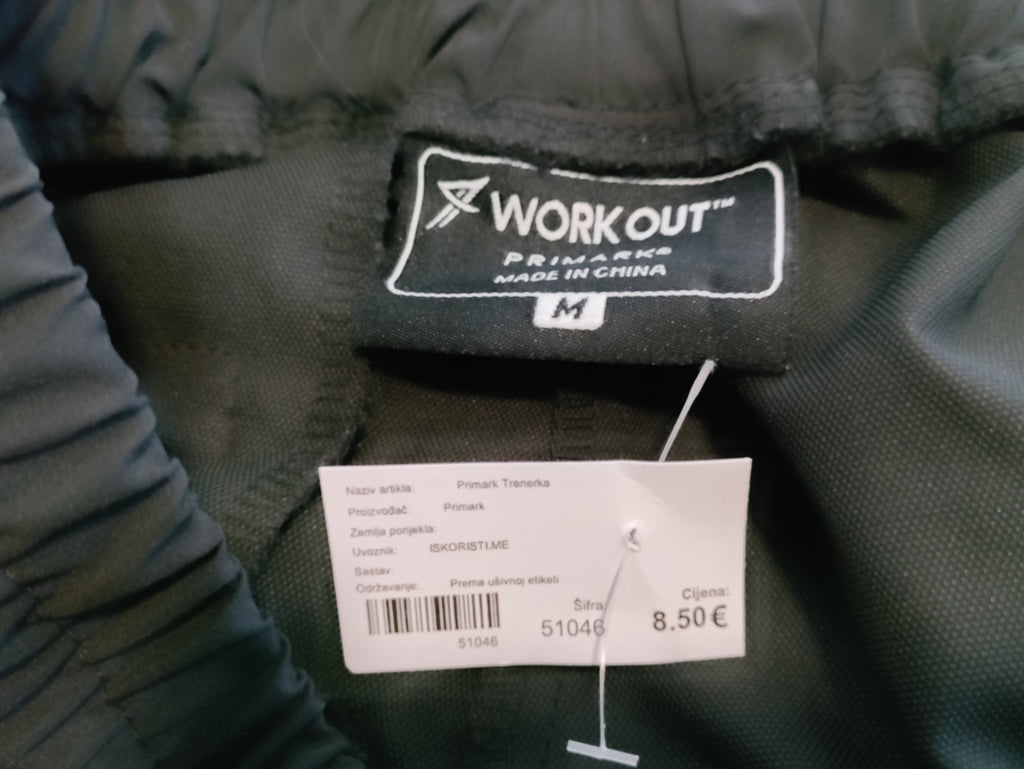 WORKOUT™
PRIMARK®
MADE IN CHINA
M
Naziv artikla: Primark Trenerka
Proizvođač: Primark
Zemlja porijekla:
Uvoznik: ISKORISTI.ME
Sastav:
Održavanje: Prema ušivnoj etiketi
51046
Šifra
51046
Cijena:
8.50€